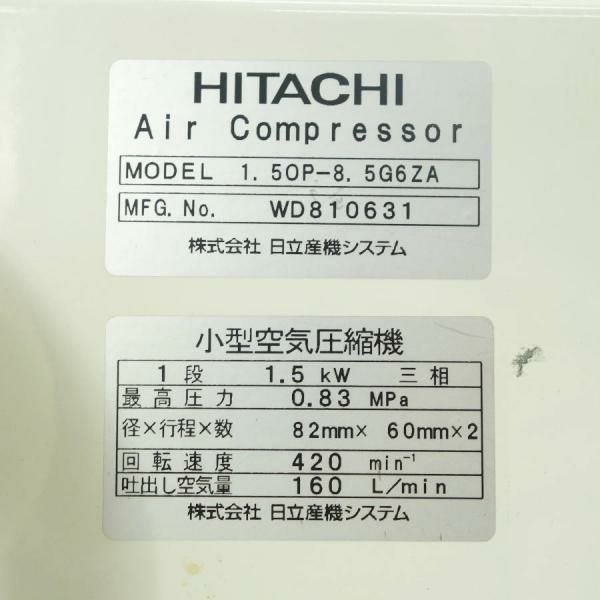 HITACHI
Air Compressor
MODEL 1.5OP-8.5G6ZA
MFG. No. WD810631
株式会社 日立産機システム
小型空気圧縮機
1 段 1.5 kW 三 相
最 高 圧 力 0.83 MPa
径×行程×数 82mm× 60mm×2
回 転 速 度 420 min⁻¹
吐出し空気量 160 L/min
株式会社 日立産機システム